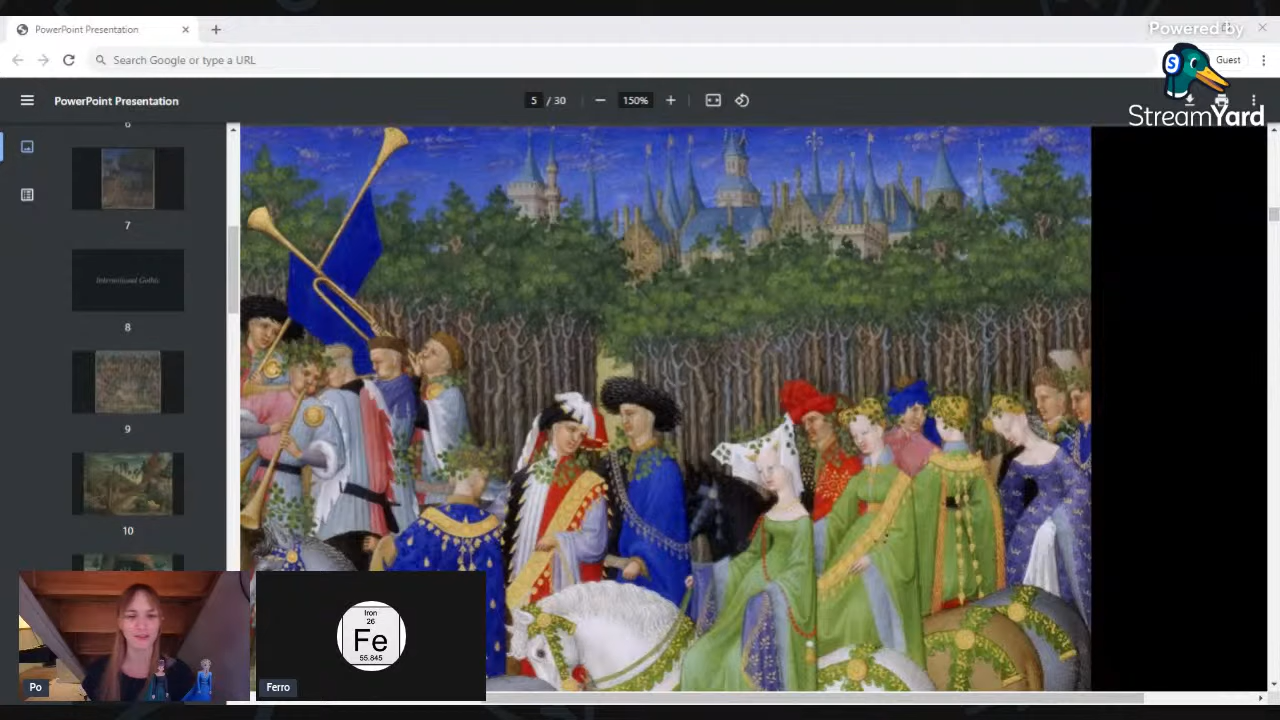 PowerPoint Presentation
Powered by
Search Google or type a URL
Guest
PowerPoint Presentation
5 / 30
150%
StreamYard
S
6
7
International Gothic
8
9
10
Iron
26
Fe
55.845
Po
Ferro